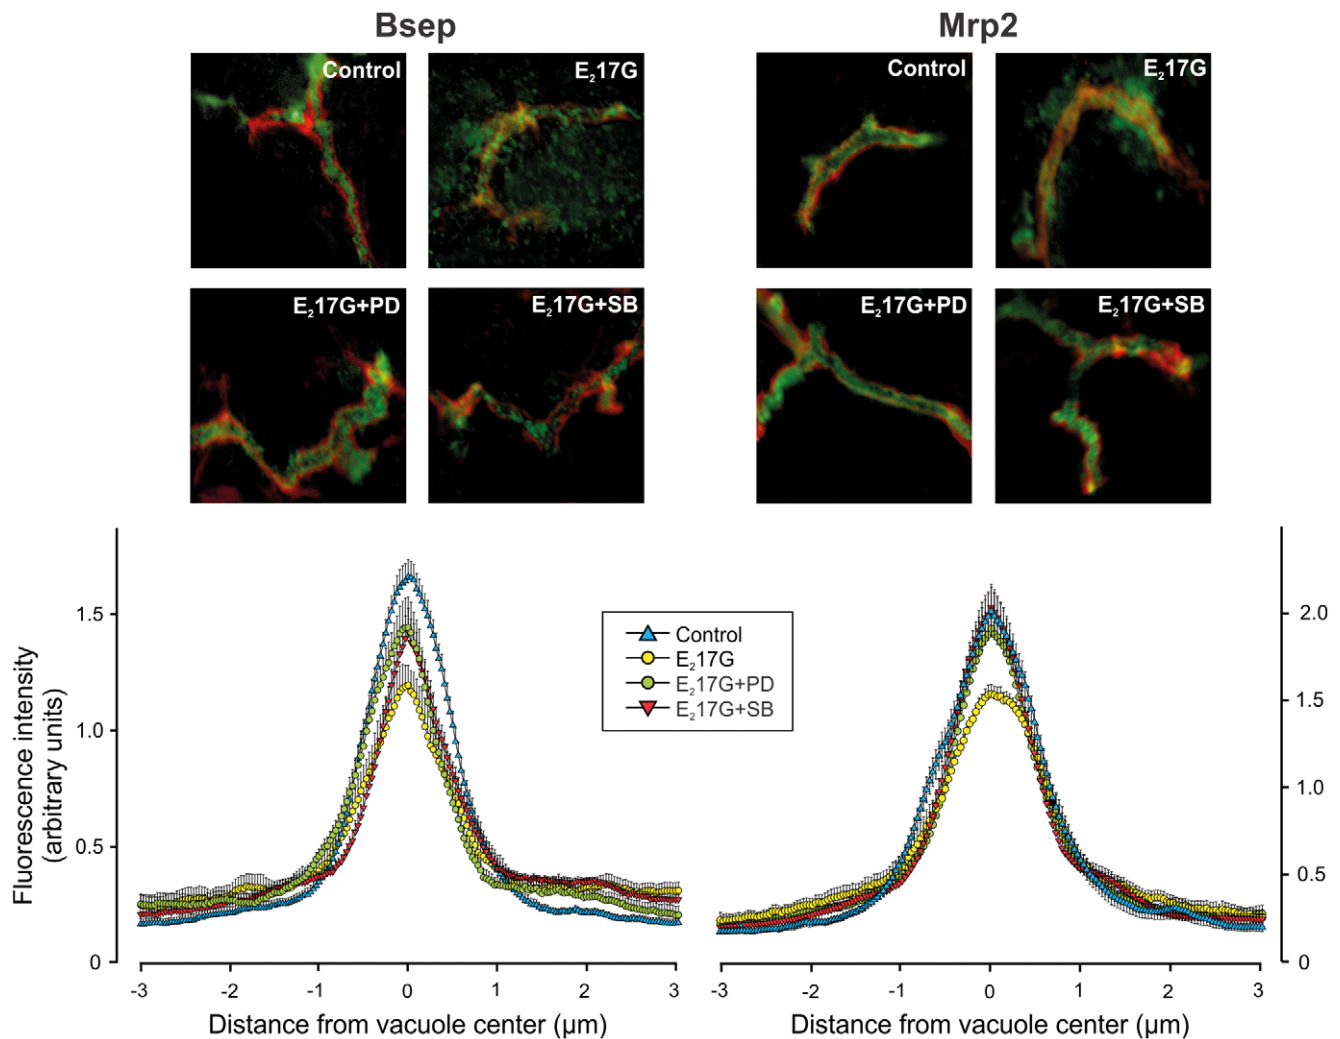 Bsep
Mrp2
Control
E₂17G
Control
E₂17G
E₂17G+PD
E₂17G+SB
E₂17G+PD
E₂17G+SB
Fluorescence intensity
(arbitrary units)
1.5
1.0
0.5
0
Control
E₂17G
E₂17G+PD
E₂17G+SB
2.0
1.5
1.0
0.5
0
-3 -2 -1 0 1 2 3
-3 -2 -1 0 1 2 3
Distance from vacuole center (µm)
Distance from vacuole center (µm)